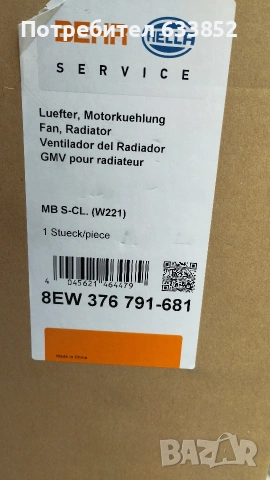 Потребител 633852
BEHR HELLA
SERVICE
Luefter, Motorkuehlung
Fan, Radiator
Ventilador del Radiador
GMV pour radiateur
MB S-CL. (W221)
1 Stueck/piece
4 045621 464479
8EW 376 791-681
Made in China
bazar